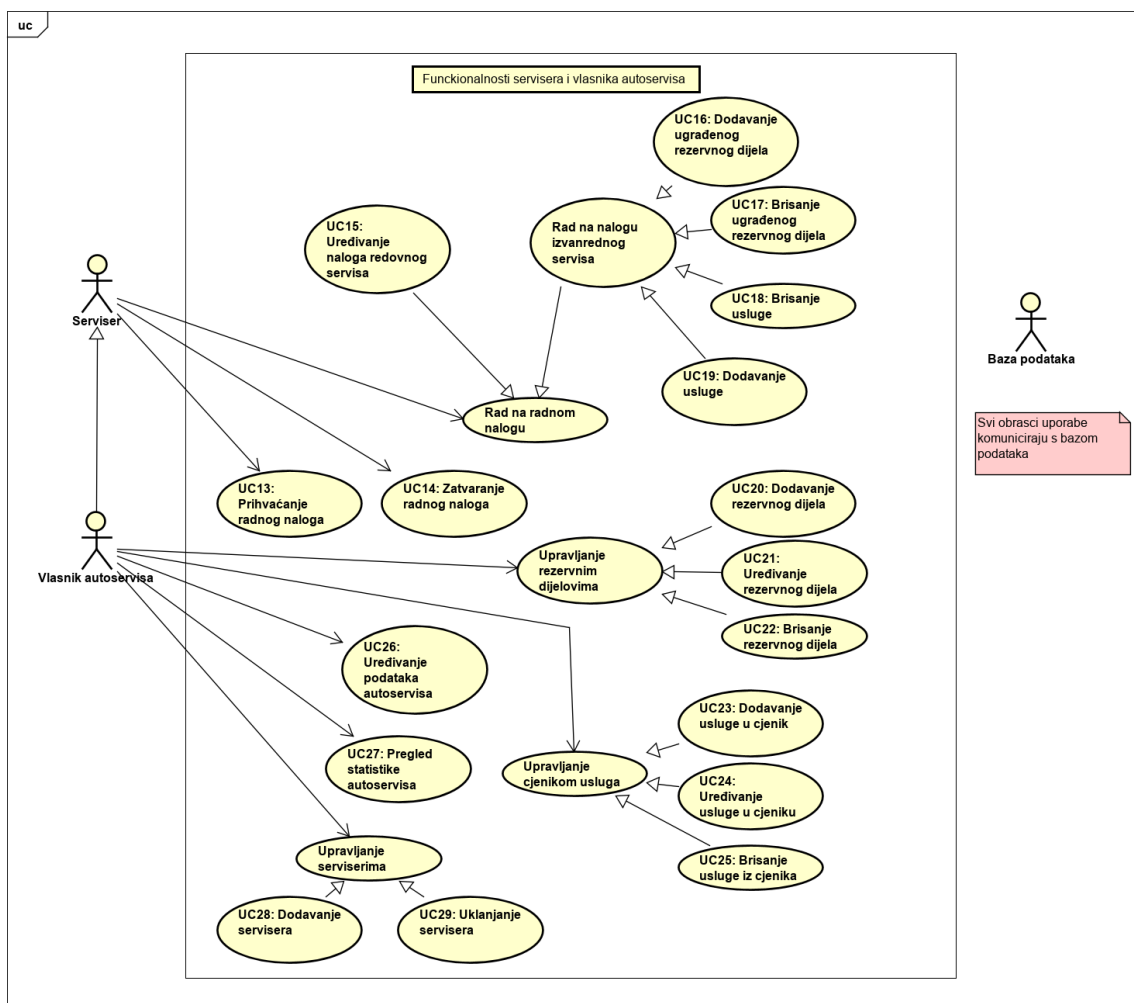 uc
Funckionalnosti servisera i vlasnika autoservisa
UC16: Dodavanje
ugrađenog
rezervnog dijela
UC17: Brisanje
ugrađenog
rezervnog dijela
UC15:
Uređivanje
naloga redovnog
servisa
Rad na nalogu
izvanrednog
servisa
UC18: Brisanje
usluge
Serviser
Baza podataka
UC19: Dodavanje
usluge
Rad na radnom
nalogu
Svi obrasci uporabe
komuniciraju s bazom
podataka
UC13:
Prihvaćanje
radnog naloga
UC14: Zatvaranje
radnog naloga
UC20: Dodavanje
rezervnog dijela
Vlasnik autoservisa
Upravljanje
rezervnim
dijelovima
UC21:
Uređivanje
rezervnog dijela
UC22: Brisanje
rezervnog dijela
UC26:
Uređivanje
podataka
autoservisa
UC23: Dodavanje
usluge u cjenik
UC27: Pregled
statistike
autoservisa
Upravljanje
cjenikom usluga
UC24:
Uređivanje
usluge u cjeniku
UC25: Brisanje
usluge iz cjenika
Upravljanje
serviserima
UC28: Dodavanje
servisera
UC29: Uklanjanje
servisera